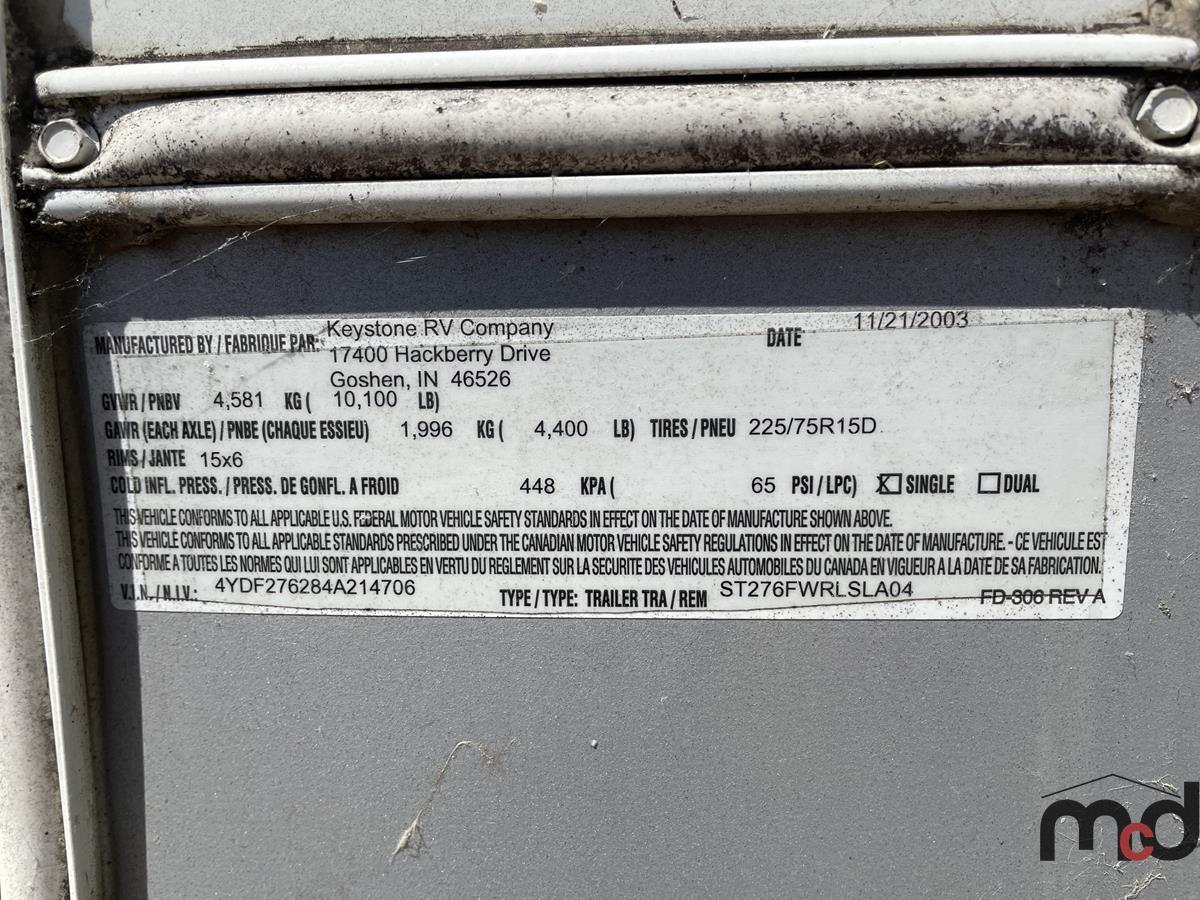 MANUFACTURED BY / FABRIQUE PAR: Keystone RV Company DATE 11/21/2003
17400 Hackberry Drive
Goshen, IN 46526
GVWR / PNBV 4,581 KG ( 10,100 LB)
GAWR (EACH AXLE) / PNBE (CHAQUE ESSIEU) 1,996 KG ( 4,400 LB) TIRES / PNEU 225/75R15D
RIMS / JANTE 15x6
COLD INFL. PRESS. / PRESS. DE GONFL. A FROID 448 KPA ( 65 PSI / LPC) X SINGLE DUAL
THIS VEHICLE CONFORMS TO ALL APPLICABLE U.S. FEDERAL MOTOR VEHICLE SAFETY STANDARDS IN EFFECT ON THE DATE OF MANUFACTURE SHOWN ABOVE.
THIS VEHICLE CONFORMS TO ALL APPLICABLE STANDARDS PRESCRIBED UNDER THE CANADIAN MOTOR VEHICLE SAFETY REGULATIONS IN EFFECT ON THE DATE OF MANUFACTURE. - CE VEHICULE EST
CONFORME A TOUTES LES NORMES QUI LUI SONT APPLICABLES EN VERTU DU REGLEMENT SUR LA SECURITE DES VEHICULES AUTOMOBILES DU CANADA EN VIGUEUR A LA DATE DE SA FABRICATION.
V.I.N. / N.I.V.: 4YDF276284A214706 TYPE / TYPE: TRAILER TRA / REM ST276FWRLSLA04 FD-306 REV A
mcd